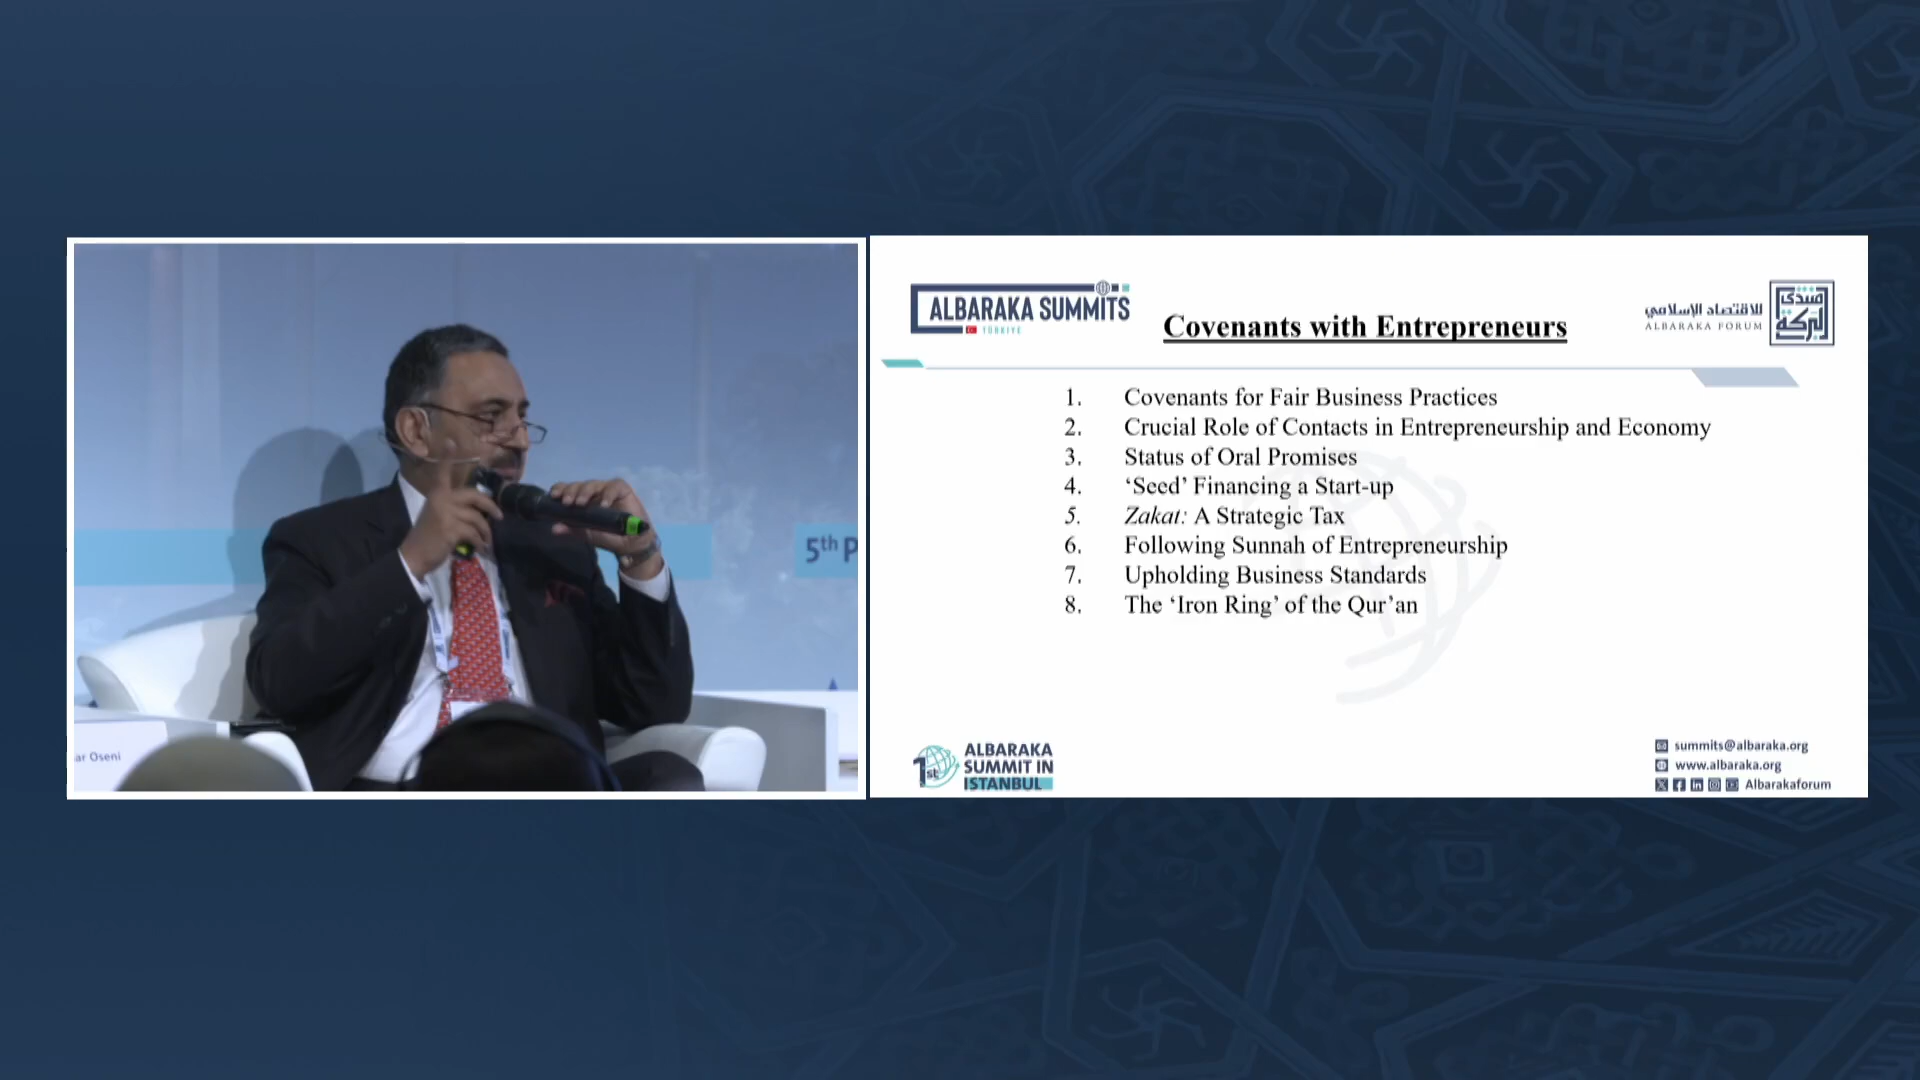 5th P
ar Oseni
ALBARAKA SUMMITS
TÜRKİYE
Covenants with Entrepreneurs
منتدى
البركة
للاقتصاد الإسلامي
ALBARAKA FORUM
1. Covenants for Fair Business Practices
2. Crucial Role of Contacts in Entrepreneurship and Economy
3. Status of Oral Promises
4. ‘Seed’ Financing a Start-up
5. Zakat: A Strategic Tax
6. Following Sunnah of Entrepreneurship
7. Upholding Business Standards
8. The ‘Iron Ring’ of the Qur’an
1st
ALBARAKA
SUMMIT IN
ISTANBUL
summits@albaraka.org
www.albaraka.org
Albarakaforum